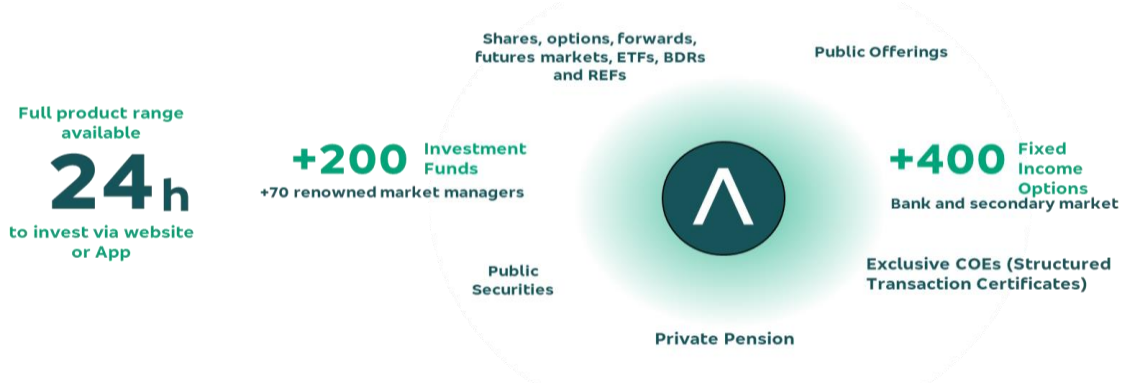 Full product range
available
24 h
to invest via website
or App
Shares, options, forwards,
futures markets, ETFs, BDRs
and REFs
Public Offerings
+200 Investment
Funds
+70 renowned market managers
+400 Fixed
Income
Options
Bank and secondary market
Public
Securities
Exclusive COEs (Structured
Transaction Certificates)
Private Pension